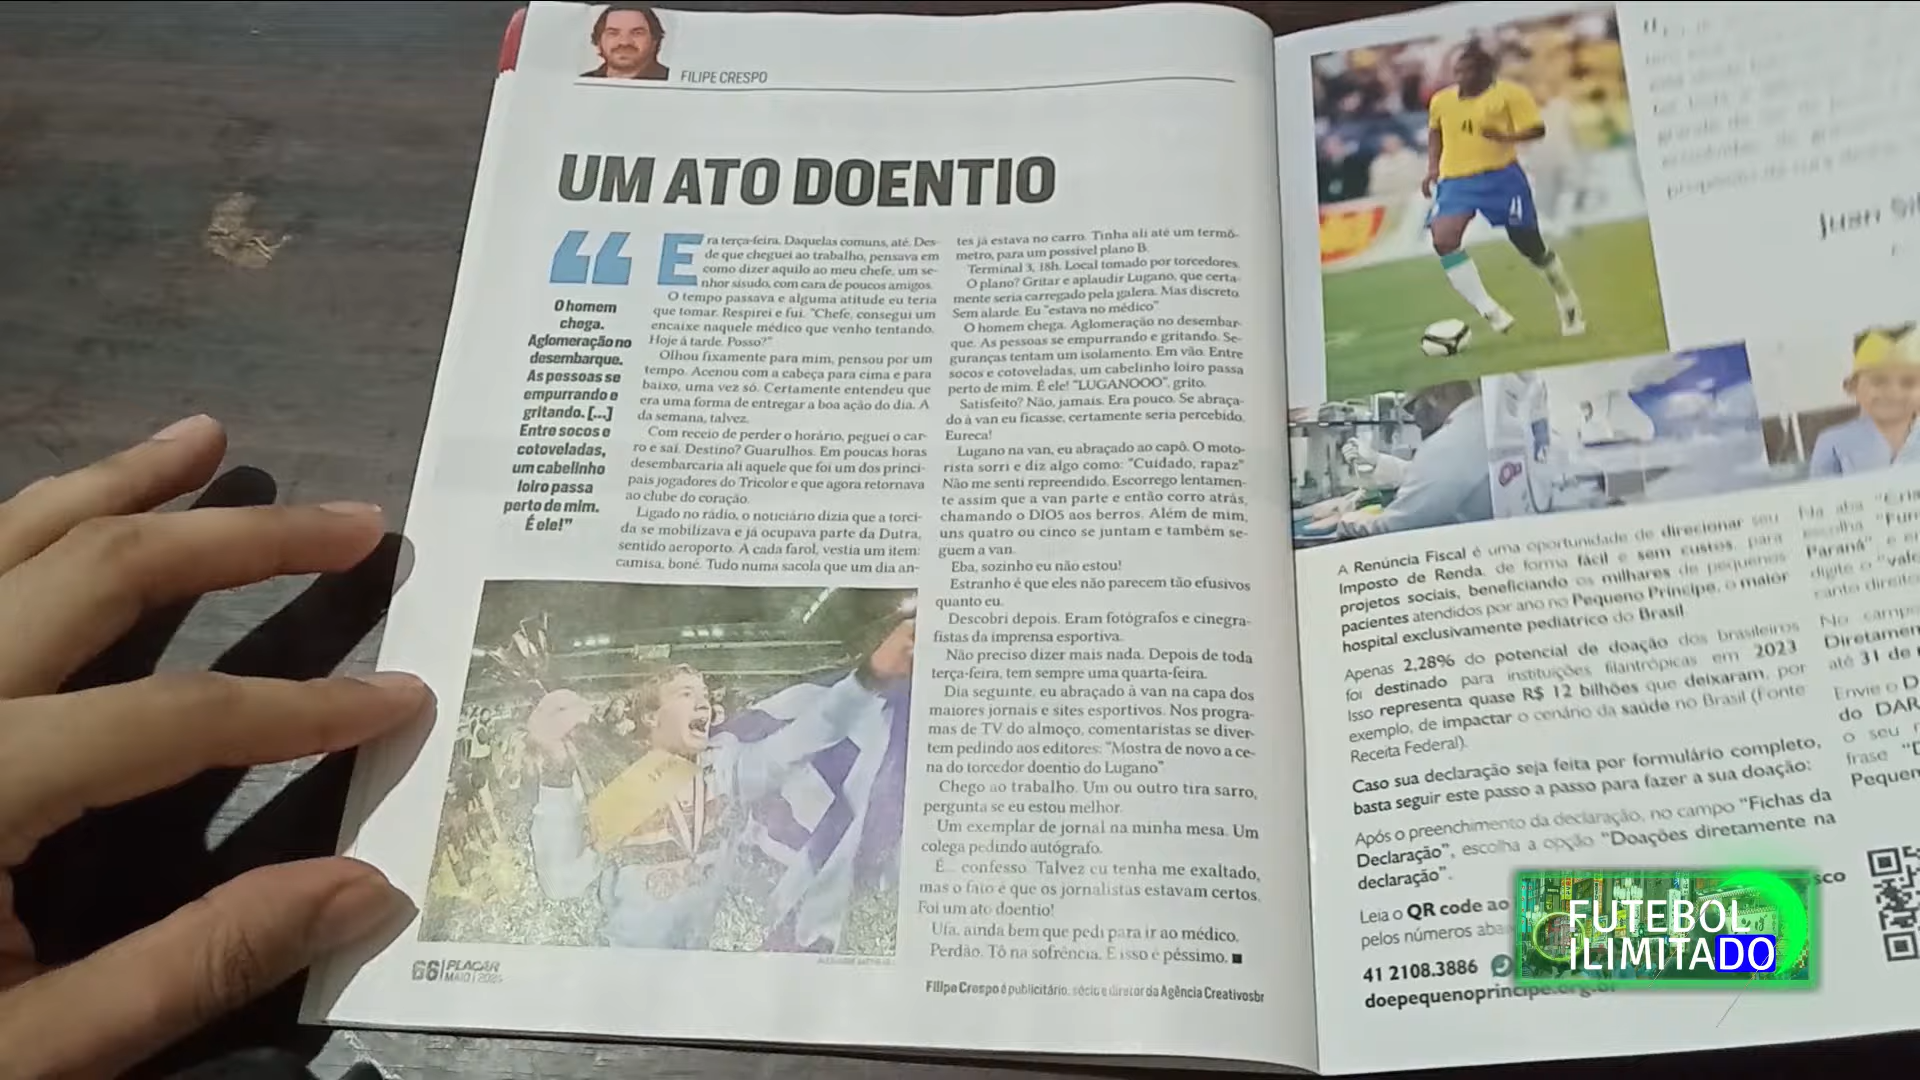 FILIPE CRESPO
UM ATO DOENTIO
“
O homem
chega.
Aglomeração no
desembarque.
As pessoas se
empurrando e
gritando. [...]
Entre socos e
cotoveladas,
um cabelinho
loiro passa
perto de mim.
É ele!"
Era terça-feira. Daquelas comuns, até. Des-
de que cheguei ao trabalho, pensava em
como dizer aquilo ao meu chefe, um se-
nhor sisudo, com cara de poucos amigos.
O tempo passava e alguma atitude eu teria
que tomar. Respirei e fui. "Chefe, consegui um
encaixe naquele médico que venho tentando.
Hoje à tarde. Posso?"
Olhou fixamente para mim, pensou por um
tempo. Acenou com a cabeça para cima e para
baixo, uma vez só. Certamente entendeu que
era uma forma de entregar a boa ação do dia. A
da semana, talvez.
Com receio de perder o horário, peguei o car-
ro e saí. Destino? Guarulhos. Em poucas horas
desembarcaria ali aquele que foi um dos princi-
pais jogadores do Tricolor e que agora retornava
ao clube do coração.
Ligado no rádio, o noticiário dizia que a torci-
da se mobilizava e já ocupava parte da Dutra,
sentido aeroporto. A cada farol, vestia um item:
camisa, boné. Tudo numa sacola que um dia an-
tes já estava no carro. Tinha ali até um termô-
metro, para um possível plano B.
Terminal 3, 18h. Local tomado por torcedores.
O plano? Gritar e aplaudir Lugano, que certa-
mente seria carregado pela galera. Mas discreto.
Sem alarde. Eu "estava no médico"
O homem chega. Aglomeração no desembar-
que. As pessoas se empurrando e gritando. Se-
guranças tentam um isolamento. Em vão. Entre
socos e cotoveladas, um cabelinho loiro passa
perto de mim. É ele! "LUGANOOO", grito.
Satisfeito? Não, jamais. Era pouco. Se abraça-
do à van eu ficasse, certamente seria percebido.
Eureca!
Lugano na van, eu abraçado ao capô. O moto-
rista sorri e diz algo como: "Cuidado, rapaz"
Não me senti repreendido. Escorrego lentamen-
te assim que a van parte e então corro atrás,
chamando o DIO5 aos berros. Além de mim,
uns quatro ou cinco se juntam e também se-
guem a van.
Eba, sozinho eu não estou!
Estranho é que eles não parecem tão efusivos
quanto eu.
Descobri depois. Eram fotógrafos e cinegra-
fistas da imprensa esportiva.
Não preciso dizer mais nada. Depois de toda
terça-feira, tem sempre uma quarta-feira.
Dia seguinte, eu abraçado à van na capa dos
maiores jornais e sites esportivos. Nos progra-
mas de TV do almoço, comentaristas se diver-
tem pedindo aos editores: "Mostra de novo a ce-
na do torcedor doentio do Lugano"
Chego ao trabalho. Um ou outro tira sarro,
pergunta se eu estou melhor.
Um exemplar de jornal na minha mesa. Um
colega pedindo autógrafo.
É... confesso. Talvez eu tenha me exaltado,
mas o fato é que os jornalistas estavam certos.
Foi um ato doentio!
Ufa, ainda bem que pedi para ir ao médico.
Perdão. Tô na sofrência. E isso é péssimo. ■
Filipe Crespo é publicitário, sócio e diretor da Agência Creativosbr
66 PLACAR
MAIO
4
4
Juan
A Renúncia Fiscal é uma oportunidade de direcionar seu
Imposto de Renda, de forma fácil e sem custos, para
projetos sociais, beneficiando os milhares de pequenos
pacientes atendidos por ano no Pequeno Príncipe, o maior
hospital exclusivamente pediátrico do Brasil.
Apenas 2,28% do potencial de doação dos brasileiros
foi destinado para instituições filantrópicas em 2023
Isso representa quase R$ 12 bilhões que deixaram, por
exemplo, de impactar o cenário da saúde no Brasil (Fonte
Receita Federal).
Caso sua declaração seja feita por formulário completo,
basta seguir este passo a passo para fazer a sua doação:
Após o preenchimento da declaração, no campo "Fichas da
Declaração", escolha a opção "Doações diretamente na
declaração".
Leia o QR code ao
pelos números
41 2108.3886
doepequenoprincipe.org.br
Na aba
escolha
Paraná"
digite o
No campo
até 31 de
Envie o
do
o seu
frase
FUTEBOL
ILIMITADO